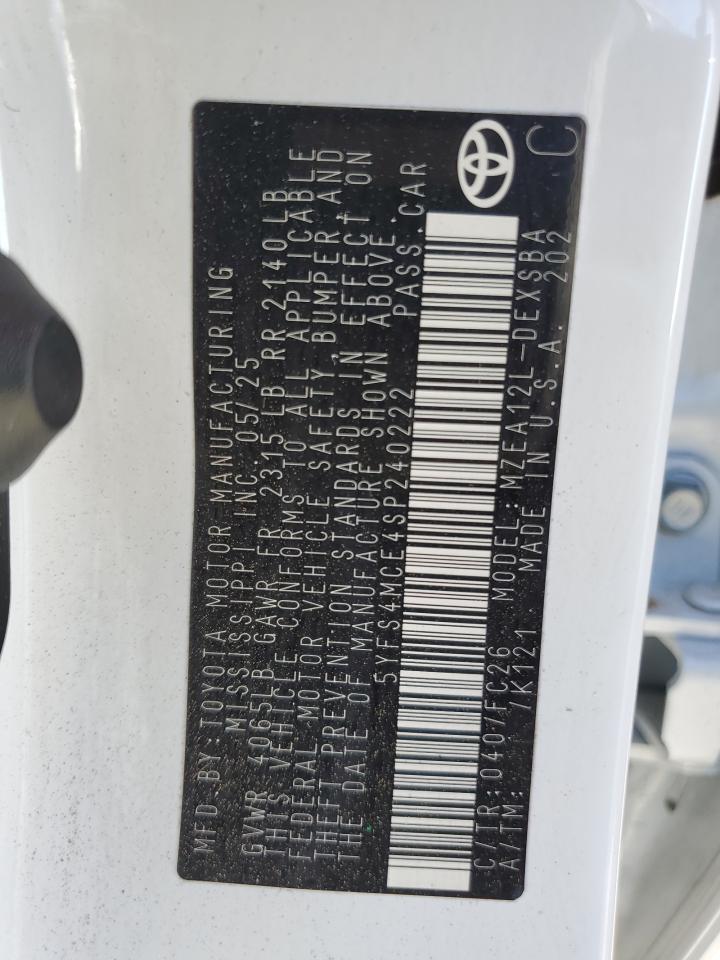 MFD BY: TOYOTA MOTOR MANUFACTURING
MISSISSIPPI INC. 05/25
GVWR 4065LB GAWR FR 2315 LB RR 2140LB
THIS VEHICLE CONFORMS TO ALL APPLICABLE
FEDERAL MOTOR VEHICLE SAFETY, BUMPER AND
THEFT PREVENTION STANDARDS IN EFFECT ON
THE DATE OF MANUFACTURE SHOWN ABOVE.
5YFS4MCE4SP240222 PASS. CAR
C/TR: 040 / FC26 MODEL: MZEA12L-DEXSBA
A/TM: /K121 MADE IN U.S.A. 202 C